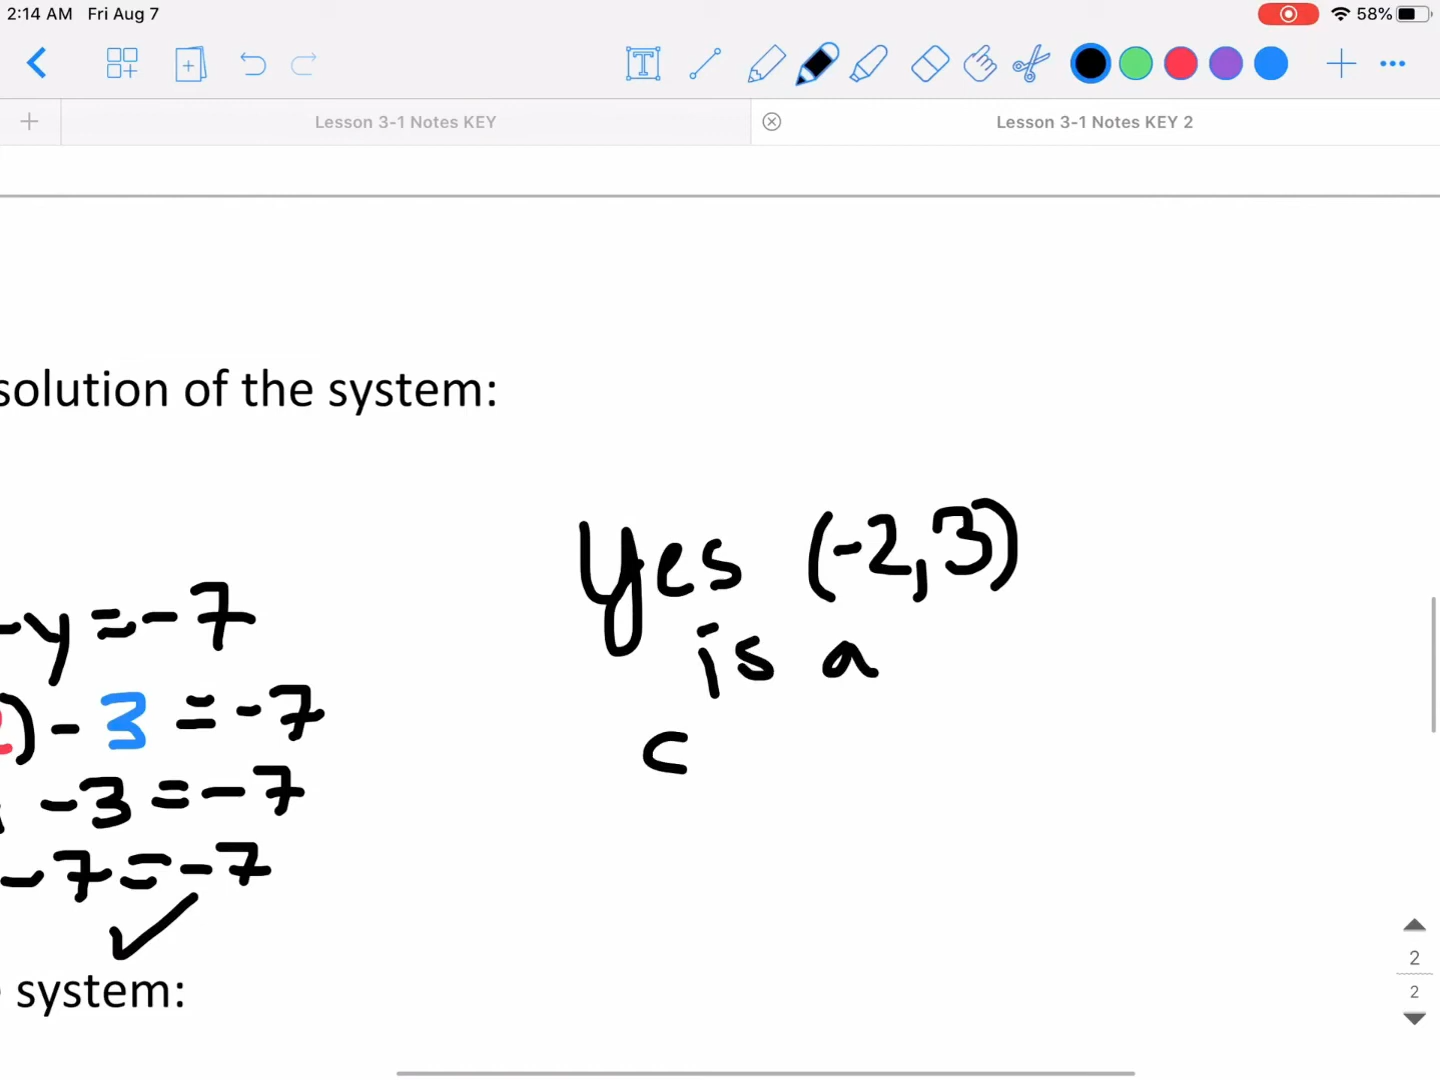 2:14 AM Fri Aug 7
58%
T
Lesson 3-1 Notes KEY
Lesson 3-1 Notes KEY 2
solution of the system:
Yes (-2,3)
is a
c
-y=-7
)-3 = -7
-3=-7
-7=-7
system:
2
2